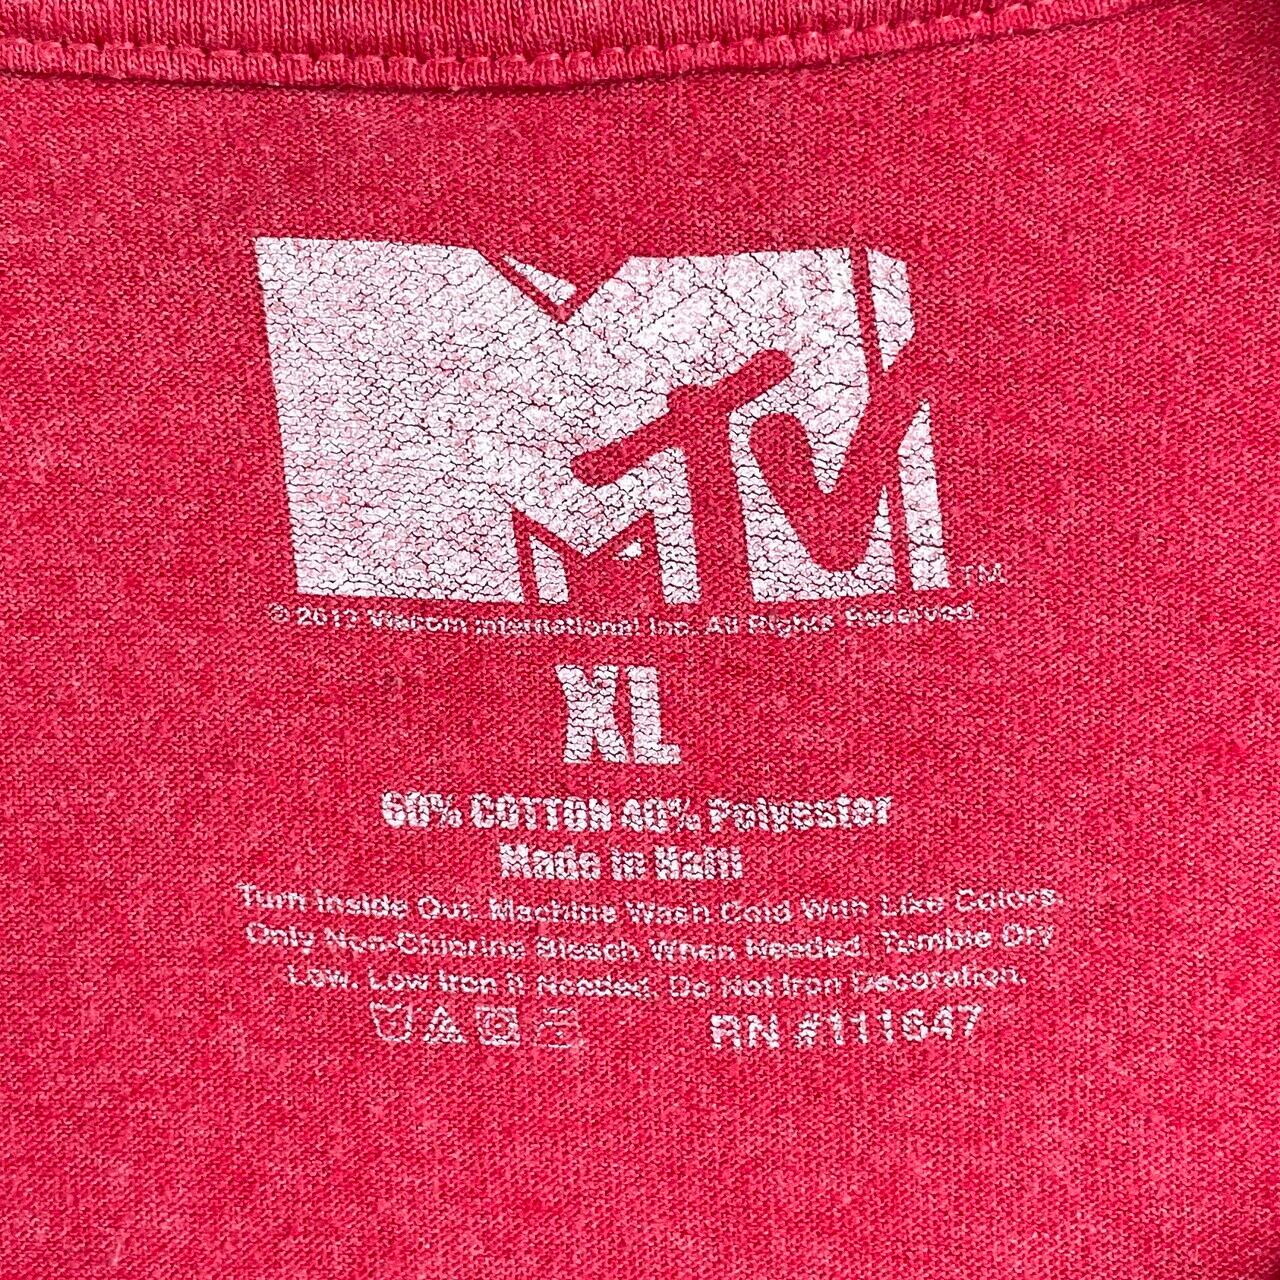 MTV TM
© 2017 Viacom International Inc. All Rights Reserved.
XL
60% COTTON 40% Polyester
Made in Haiti
Turn Inside Out. Machine Wash Cold With Like Colors.
Only Non-Chlorine Bleach When Needed. Tumble Dry
Low. Low Iron If Needed. Do Not Iron Decoration.
RN #111647